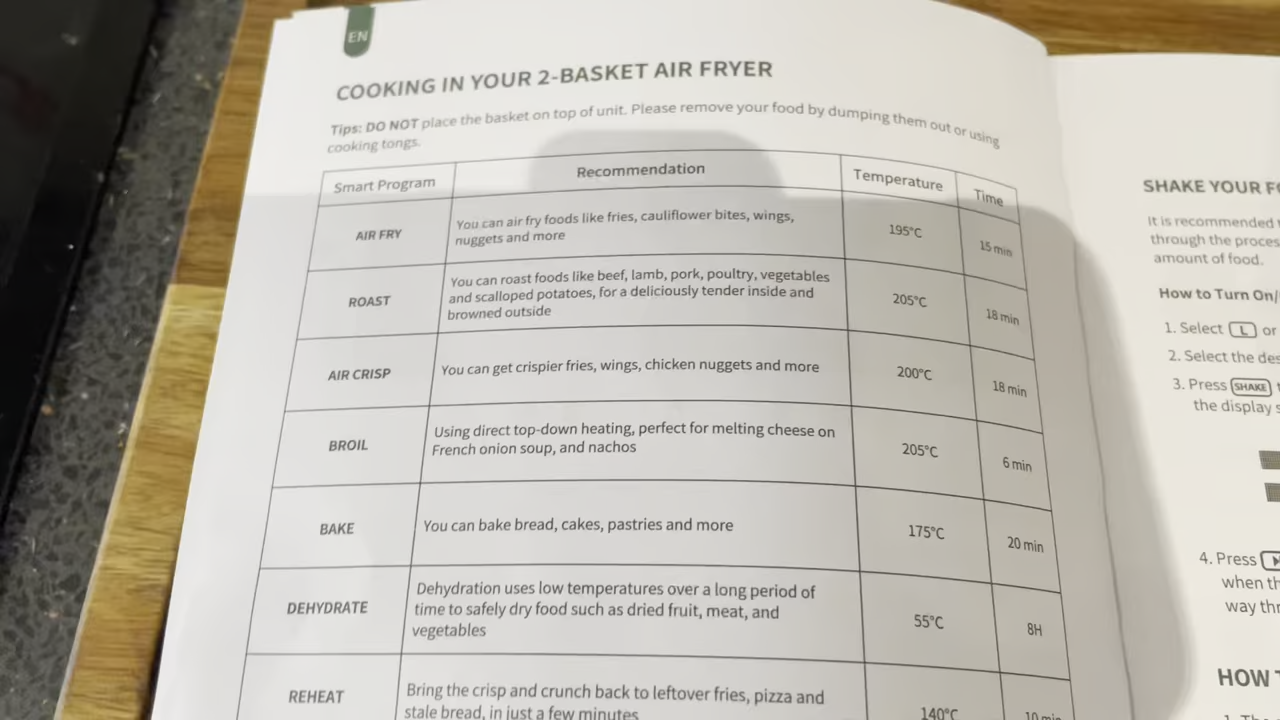 EN
COOKING IN YOUR 2-BASKET AIR FRYER
Tips: DO NOT place the basket on top of unit. Please remove your food by dumping them out or using
cooking tongs.
Smart Program Recommendation Temperature Time
AIR FRY You can air fry foods like fries, cauliflower bites, wings, 195°C 15 min
nuggets and more
ROAST You can roast foods like beef, lamb, pork, poultry, vegetables 205°C 18 min
and scalloped potatoes, for a deliciously tender inside and
browned outside
AIR CRISP You can get crispier fries, wings, chicken nuggets and more 200°C 18 min
BROIL Using direct top-down heating, perfect for melting cheese on 205°C 6 min
French onion soup, and nachos
BAKE You can bake bread, cakes, pastries and more 175°C 20 min
DEHYDRATE Dehydration uses low temperatures over a long period of 55°C 8H
time to safely dry food such as dried fruit, meat, and
vegetables
REHEAT Bring the crisp and crunch back to leftover fries, pizza and 140°C 10 min
stale bread, in just a few minutes
SHAKE YOUR
It is recommended
through the
amount of food.
How to Turn On/
1. Select L or
2. Select the
3. Press SHAKE
the display
4. Press
when
way
HOW
1.